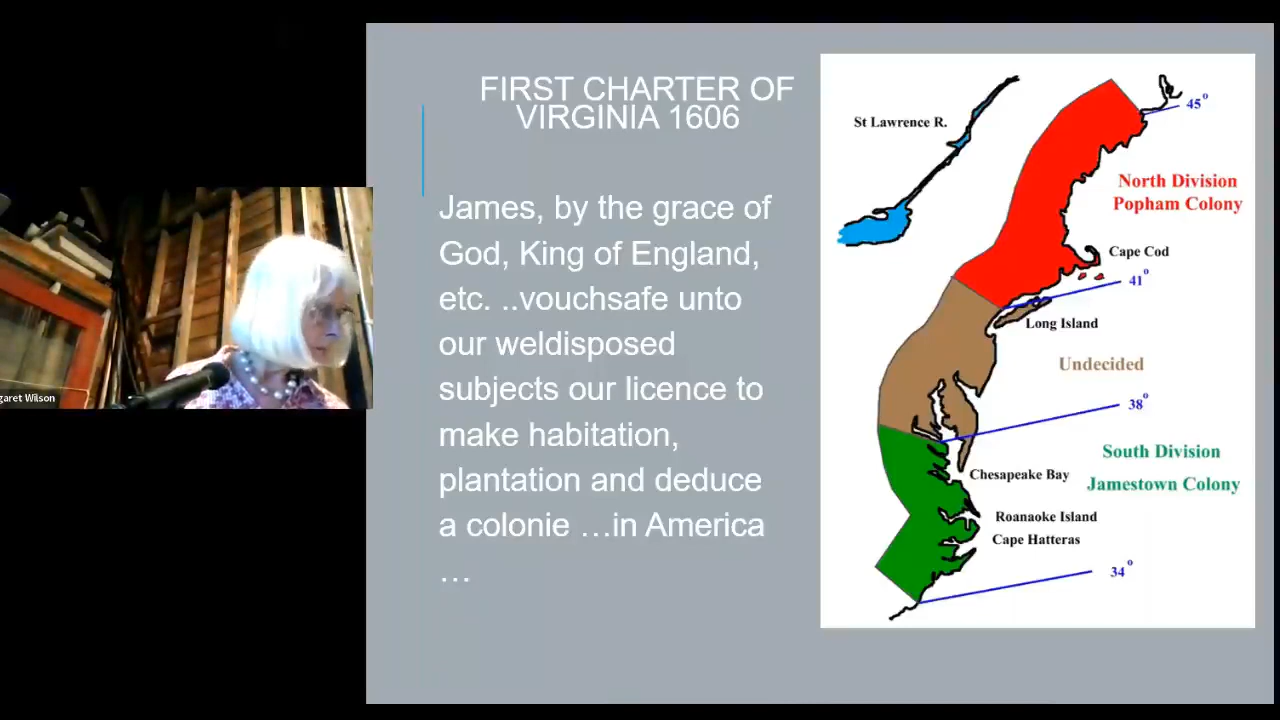 FIRST CHARTER OF
VIRGINIA 1606
James, by the grace of
God, King of England,
etc. ..vouchsafe unto
our weldisposed
subjects our licence to
make habitation,
plantation and deduce
a colonie …in America
…
St Lawrence R.
45°
North Division
Popham Colony
Cape Cod
41°
Long Island
Undecided
38°
South Division
Chesapeake Bay
Jamestown Colony
Roanaoke Island
Cape Hatteras
34°
garet Wilson